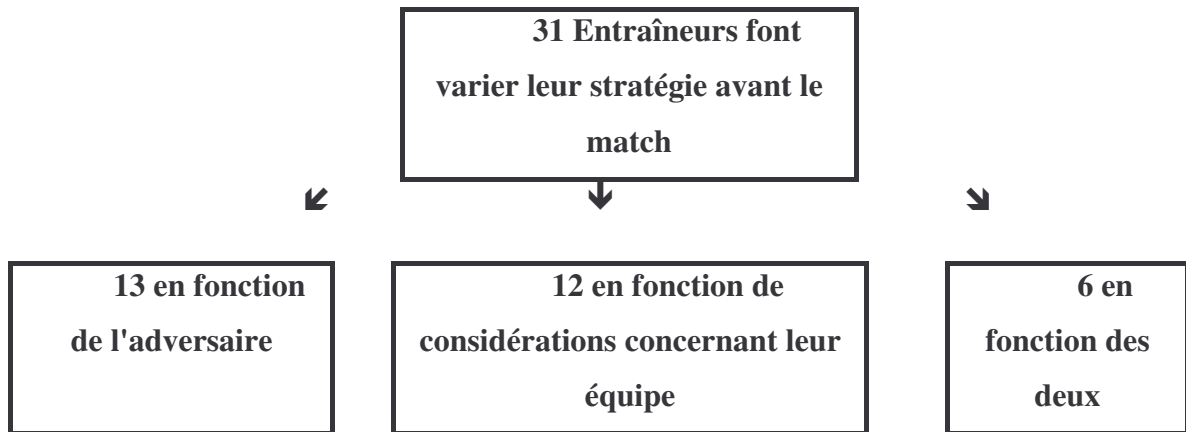 31 Entraîneurs font
varier leur stratégie avant le
match
13 en fonction
de l'adversaire
12 en fonction de
considérations concernant leur
équipe
6 en
fonction des
deux